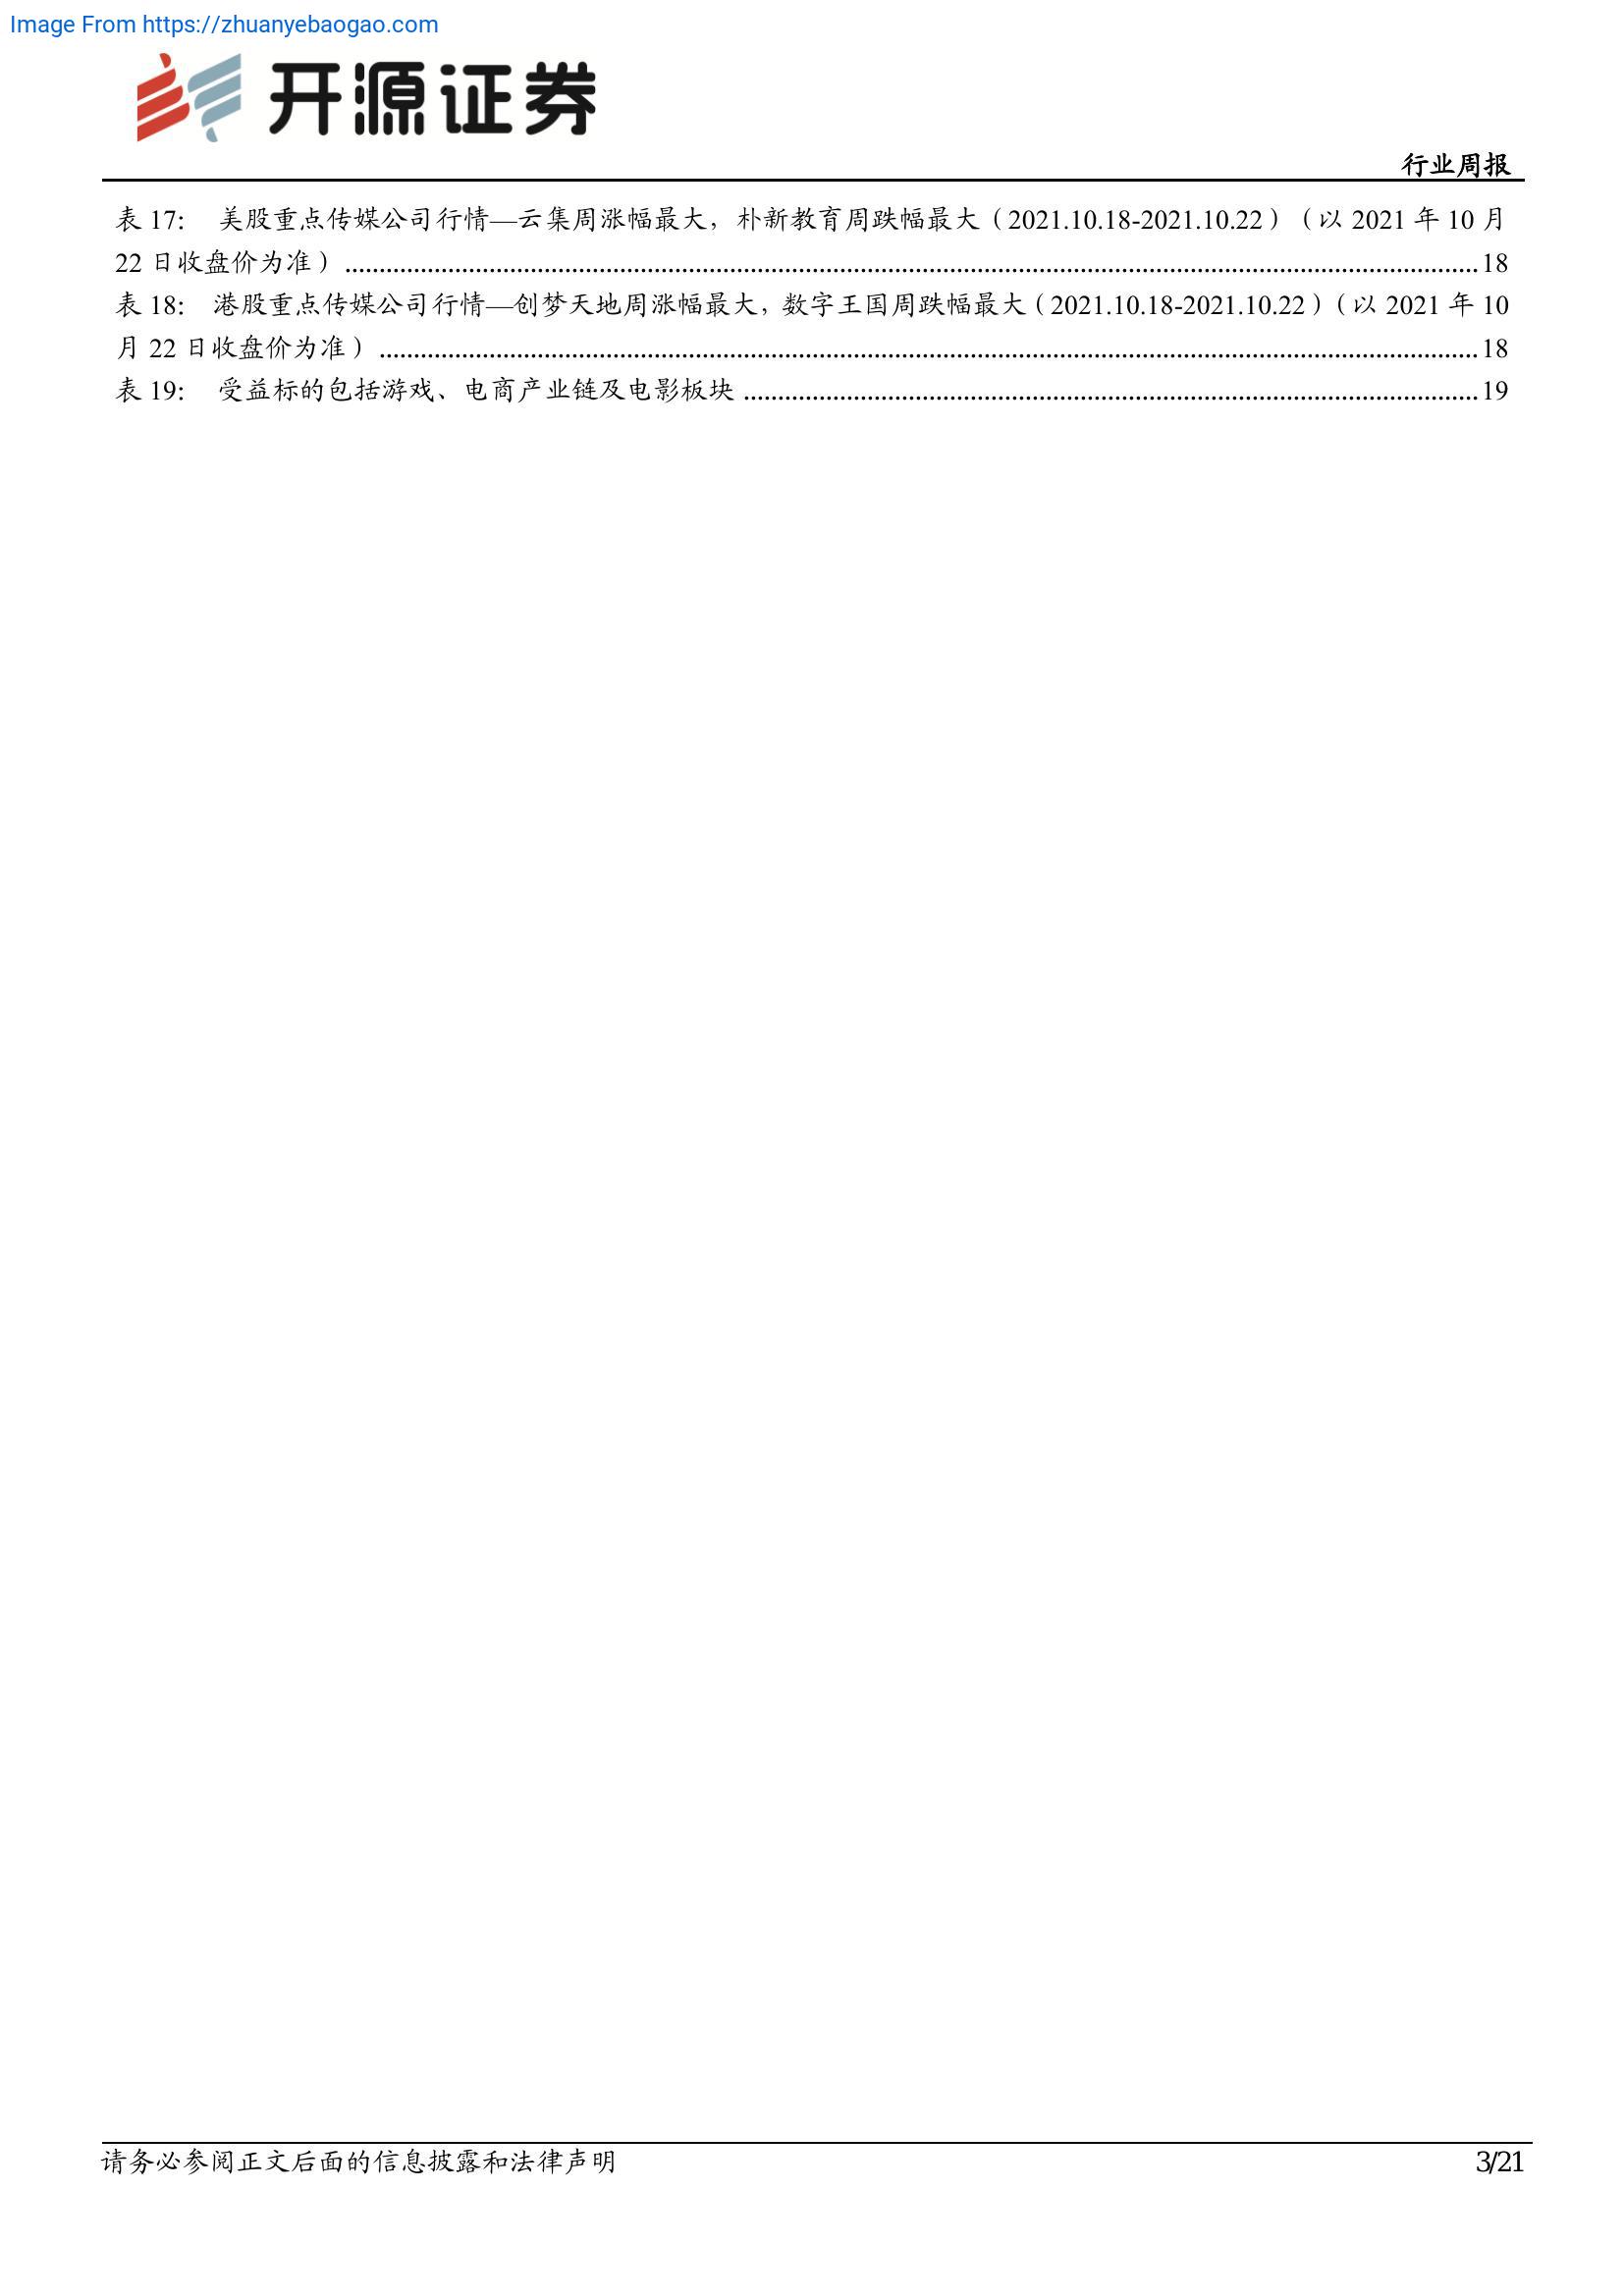 Image From https://zhuanyebaogao.com
开源证券
行业周报
表 17： 美股重点传媒公司行情—云集周涨幅最大，朴新教育周跌幅最大（2021.10.18-2021.10.22）（以 2021 年 10 月
22 日收盘价为准）....................18
表 18： 港股重点传媒公司行情—创梦天地周涨幅最大，数字王国周跌幅最大（2021.10.18-2021.10.22）（以 2021 年 10
月 22 日收盘价为准）....................18
表 19： 受益标的包括游戏、电商产业链及电影板块....................19
请务必参阅正文后面的信息披露和法律声明
3/21